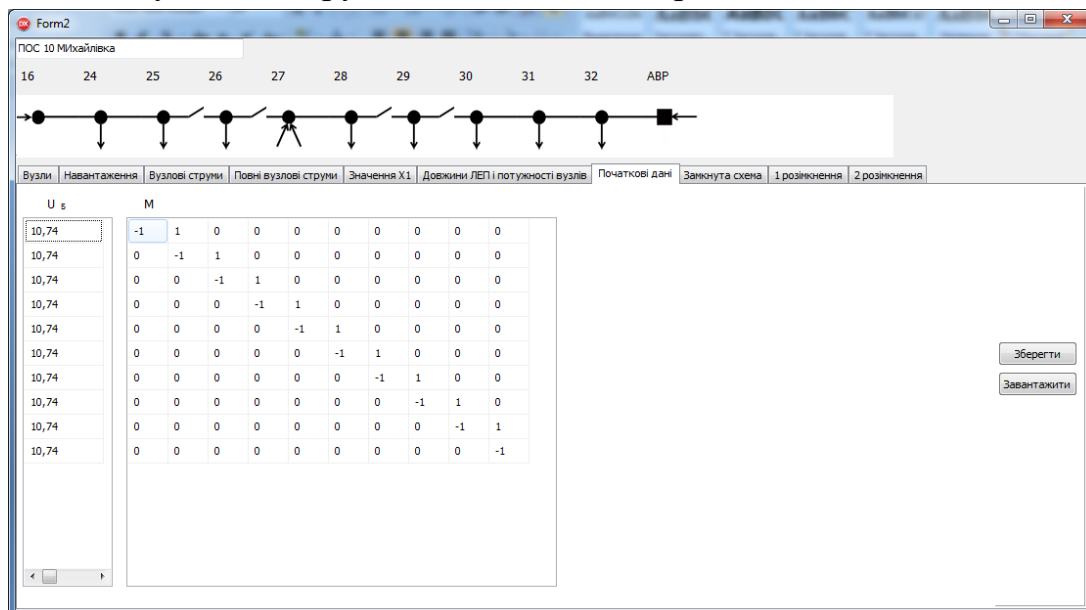 Form2
ПОС 10 МИхайлівка
16 24 25 26 27 28 29 30 31 32 АВР
Вузли Навантаження Вузлові струми Повні вузлові струми Значення X1 Довжини ЛЕП і потужності вузлів Початкові дані Замкнута схема 1 розімкнення 2 розімкнення
U Б M
10,74 -1 1 0 0 0 0 0 0 0 0
10,74 0 -1 1 0 0 0 0 0 0 0
10,74 0 0 -1 1 0 0 0 0 0 0
10,74 0 0 0 -1 1 0 0 0 0 0
10,74 0 0 0 0 -1 1 0 0 0 0
10,74 0 0 0 0 0 -1 1 0 0 0
Зберегти
10,74 0 0 0 0 0 0 -1 1 0 0
Завантажити
10,74 0 0 0 0 0 0 0 -1 1 0
10,74 0 0 0 0 0 0 0 0 -1 1
10,74 0 0 0 0 0 0 0 0 0 -1